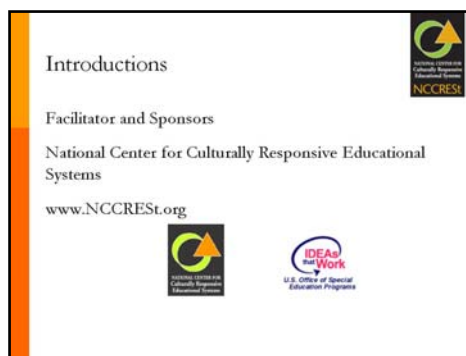 Introductions
NATIONAL CENTER FOR
Culturally Responsive
Educational Systems
NCCRESt
Facilitator and Sponsors
National Center for Culturally Responsive Educational
Systems
www.NCCRESt.org
NATIONAL CENTER FOR
Culturally Responsive
Educational Systems
IDEAs
that Work
U.S. Office of Special
Education Programs